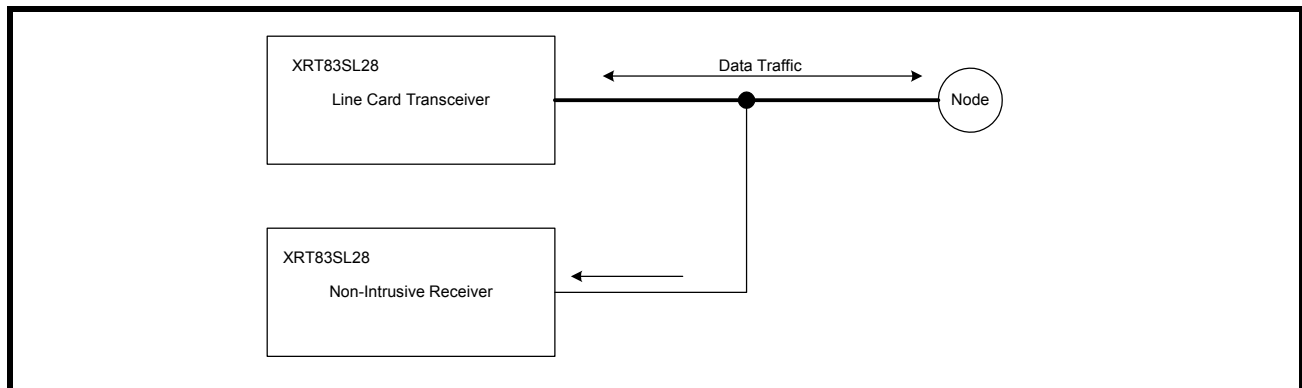 XRT83SL28
Line Card Transceiver
Data Traffic
Node
XRT83SL28
Non-Intrusive Receiver